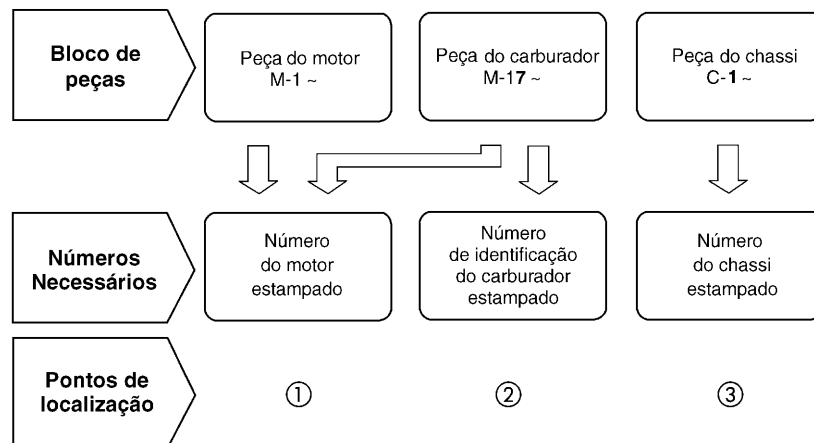 Bloco de
peças
Peça do motor
M-1 ~
Peça do carburador
M-17 ~
Peça do chassi
C-1 ~
Números
Necessários
Número
do motor
estampado
Número
de identificação
do carburador
estampado
Número
do chassi
estampado
Pontos de
localização
①
②
③